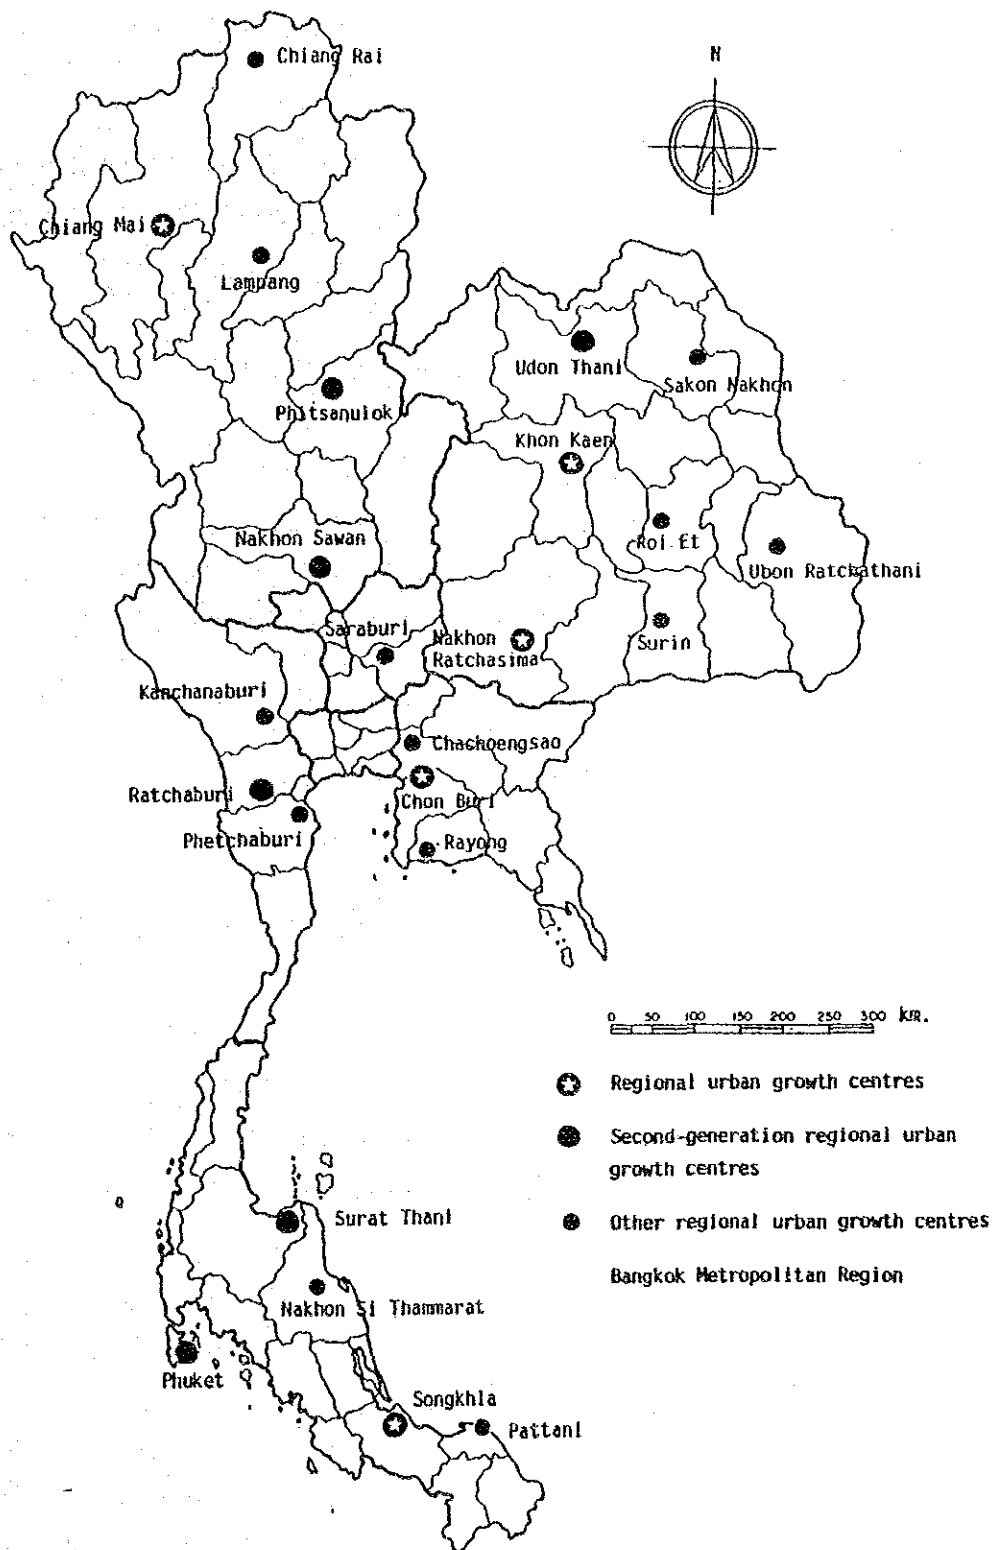 Chiang Rai
N
Chiang Mai
Lampang
Udon Thani
Sakon Nakhon
Phitsanulok
Khon Kaen
Nakhon Sawan
Roi Et
Ubon Ratchathani
Saraburi
Nakhon
Ratchasima
Surin
Kanchanaburi
Chachoengsao
Ratchaburi
Chon Buri
Phetchaburi
Rayong
0 50 100 150 200 250 300 km.
Regional urban growth centres
Second-generation regional urban
growth centres
Surat Thani
Other regional urban growth centres
Bangkok Metropolitan Region
Nakhon Si Thammarat
Phuket
Songkhla
Pattani